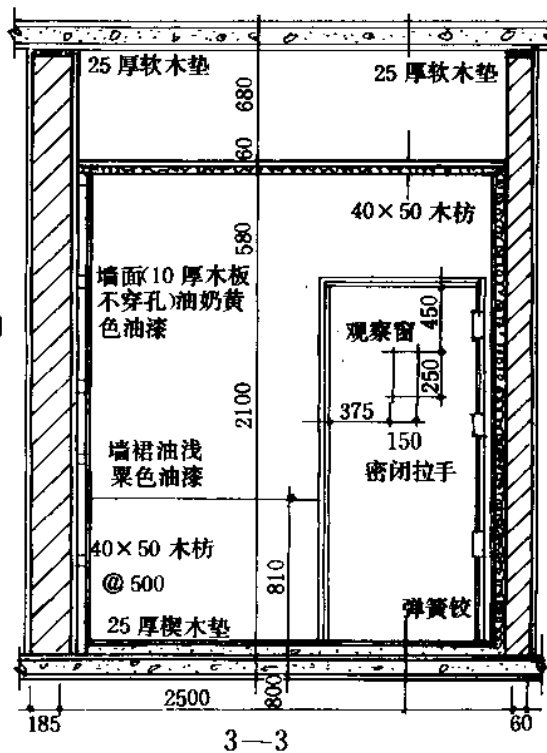 25 厚软木垫
25 厚软木垫
680
60
40×50 木枋
580
墙面(10 厚木板
不穿孔)油奶黄
色油漆
450
观察窗
250
2100
375
150
墙裙油浅
粟色油漆
密闭拉手
40×50 木枋
@ 500
810
25 厚楔木垫
弹簧铰
800
2500
185
60
3—3